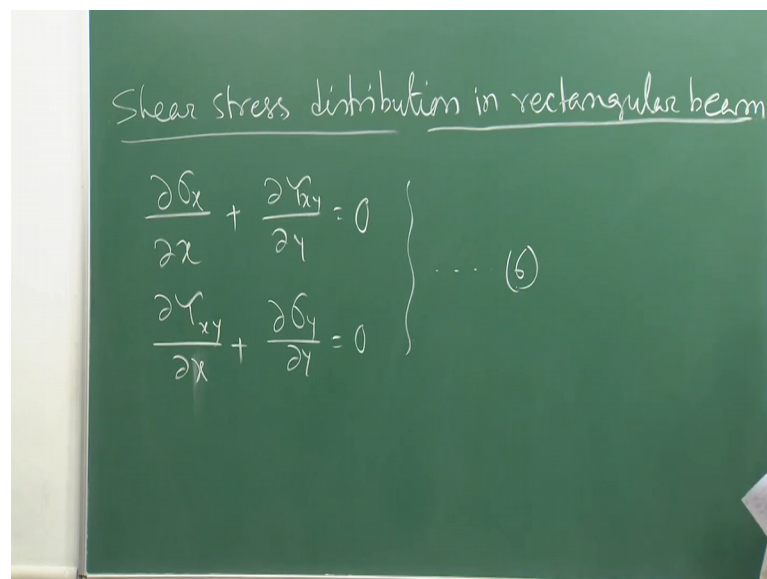 Shear stress distribution in rectangular beam
∂σx/∂x + ∂τxy/∂y = 0
.... (6)
∂τxy/∂x + ∂σy/∂y = 0